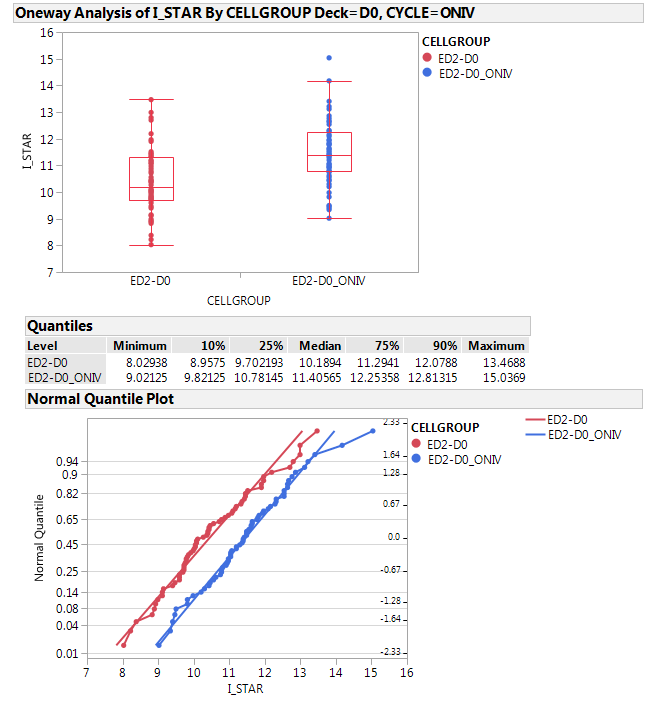 Oneway Analysis of I_STAR By CELLGROUP Deck=D0, CYCLE=ONIV
16
15
14
13
12
11
10
9
8
7
I_STAR
ED2-D0 ED2-D0_ONIV
CELLGROUP
CELLGROUP
ED2-D0
ED2-D0_ONIV
Quantiles
Level Minimum 10% 25% Median 75% 90% Maximum
ED2-D0 8.02938 8.9575 9.702193 10.1894 11.2941 12.0788 13.4688
ED2-D0_ONIV 9.02125 9.82125 10.78145 11.40565 12.25358 12.81315 15.0369
Normal Quantile Plot
0.94
0.9
0.82
0.65
0.45
0.25
0.14
0.08
0.04
0.01
Normal Quantile
2.33
1.64
1.28
0.67
0.0
-0.67
-1.28
-1.64
-2.33
7 8 9 10 11 12 13 14 15 16
I_STAR
CELLGROUP
ED2-D0
ED2-D0_ONIV
ED2-D0
ED2-D0_ONIV